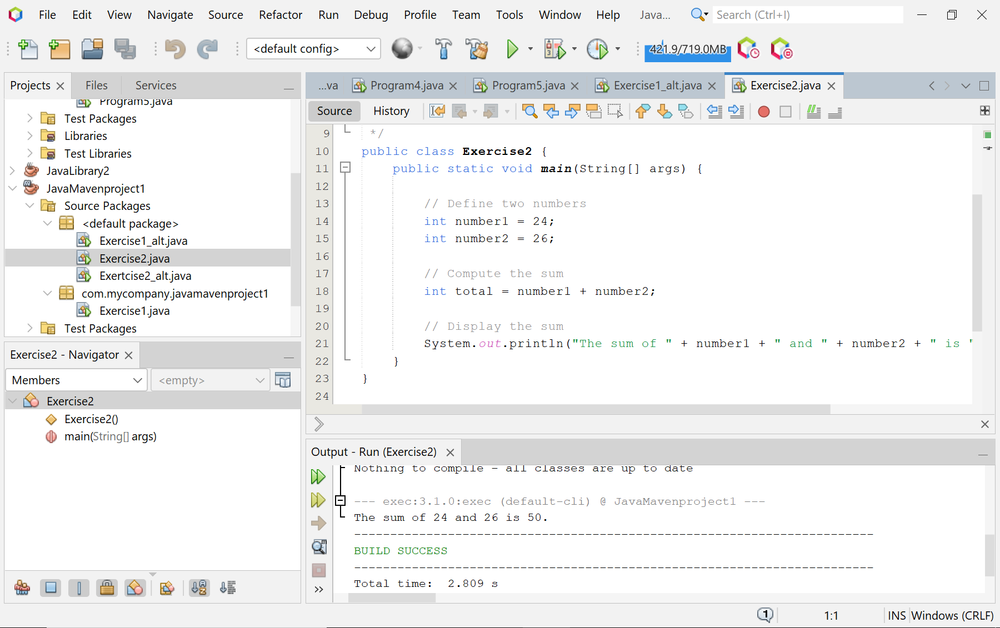 File Edit View Navigate Source Refactor Run Debug Profile Team Tools Window Help Java... Search (Ctrl+I)
<default config> 421.9/719.0MB
Projects Files Services
Program5.java
Test Packages
Libraries
Test Libraries
JavaLibrary2
JavaMavenproject1
Source Packages
<default package>
Exercise1_alt.java
Exercise2.java
Exertcise2_alt.java
com.mycompany.javamavenproject1
Exercise1.java
Test Packages
Exercise2 - Navigator
Members <empty>
Exercise2
Exercise2()
main(String[] args)
...va Program4.java Program5.java Exercise1_alt.java Exercise2.java
Source History
9 */
10 public class Exercise2 {
11 public static void main(String[] args) {
12
13 // Define two numbers
14 int number1 = 24;
15 int number2 = 26;
16
17 // Compute the sum
18 int total = number1 + number2;
19
20 // Display the sum
21 System.out.println("The sum of " + number1 + " and " + number2 + " is "
22 }
23 }
24
Output - Run (Exercise2)
Nothing to compile - all classes are up to date
--- exec:3.1.0:exec (default-cli) @ JavaMavenproject1 ---
The sum of 24 and 26 is 50.
------------------------------------------------------------------------
BUILD SUCCESS
------------------------------------------------------------------------
Total time: 2.809 s
1 1:1 INS Windows (CRLF)